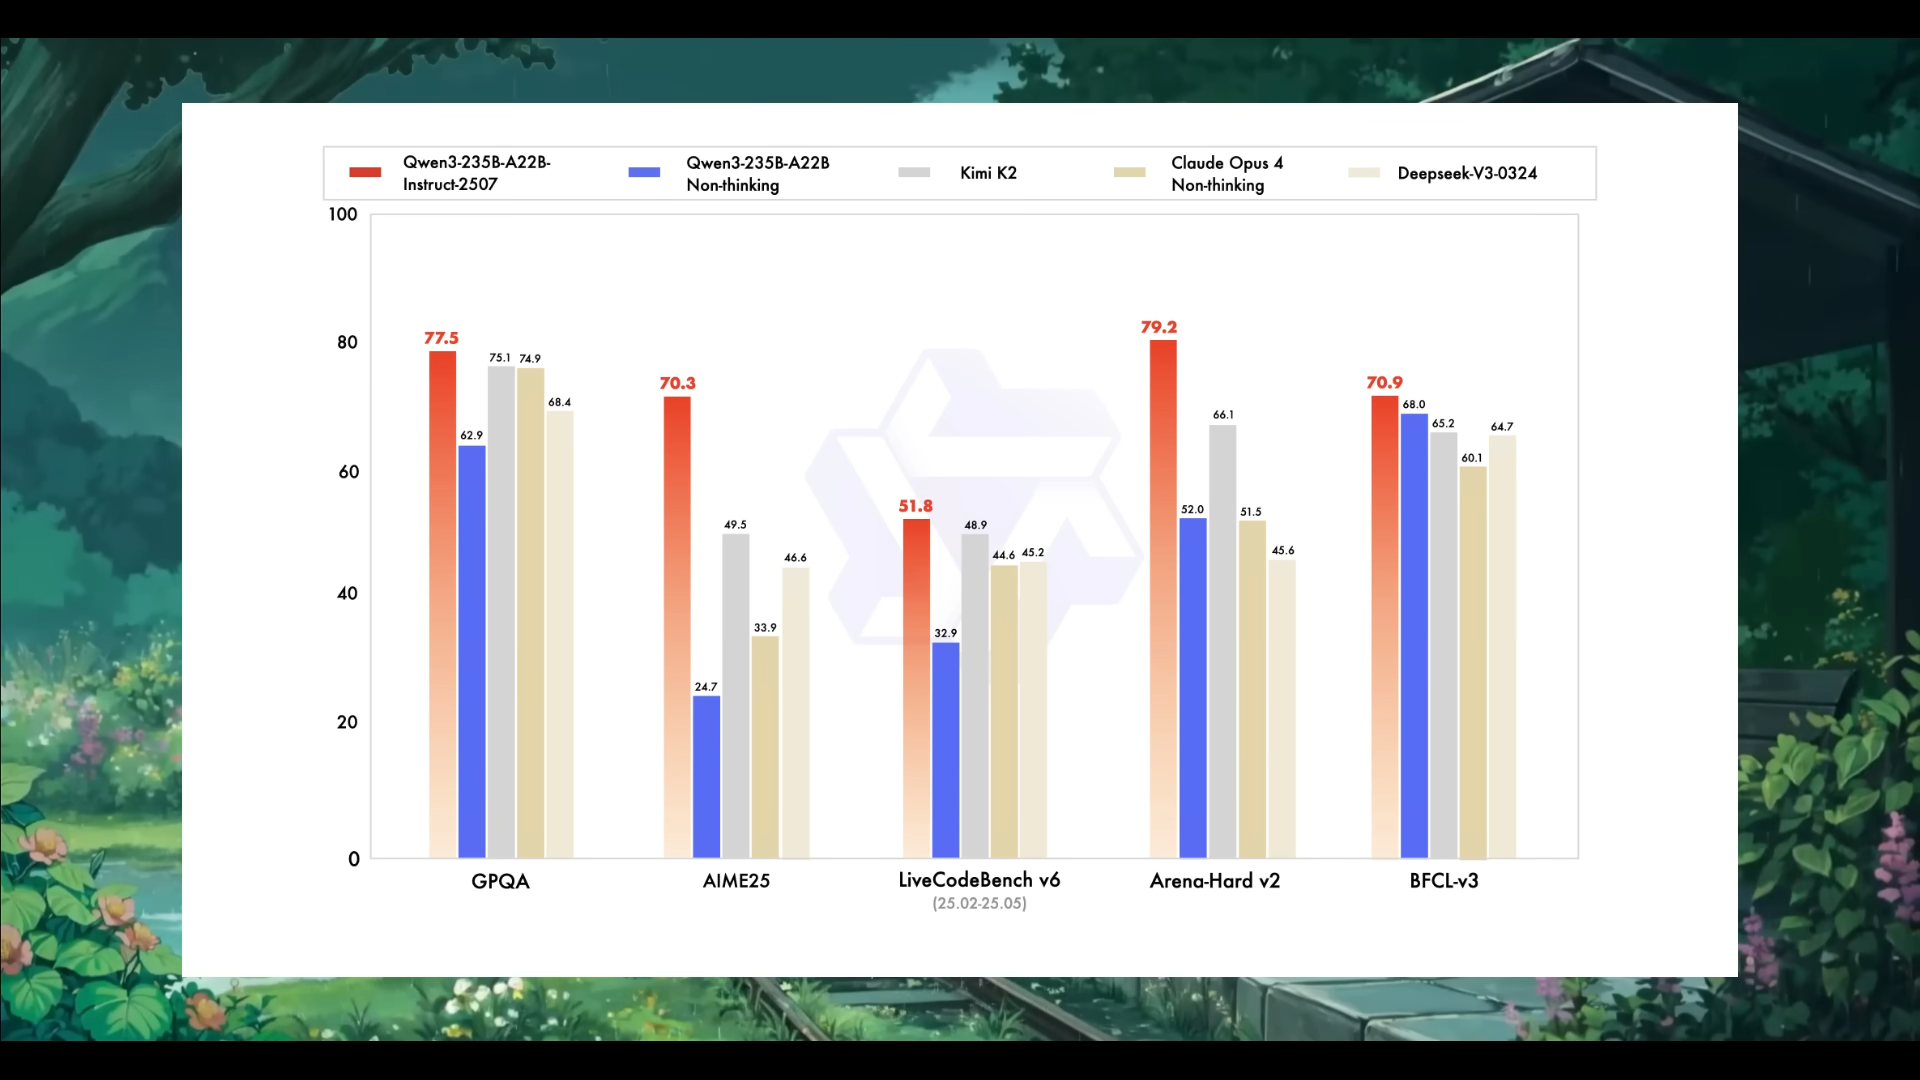 Qwen3-235B-A22B-
Instruct-2507
Qwen3-235B-A22B
Non-thinking
Kimi K2
Claude Opus 4
Non-thinking
Deepseek-V3-0324
100
80
60
40
20
0
77.5
62.9
75.1
74.9
68.4
70.3
24.7
49.5
33.9
46.6
51.8
32.9
48.9
44.6
45.2
79.2
52.0
66.1
51.5
45.6
70.9
68.0
65.2
60.1
64.7
GPQA
AIME25
LiveCodeBench v6
(25.02-25.05)
Arena-Hard v2
BFCL-v3